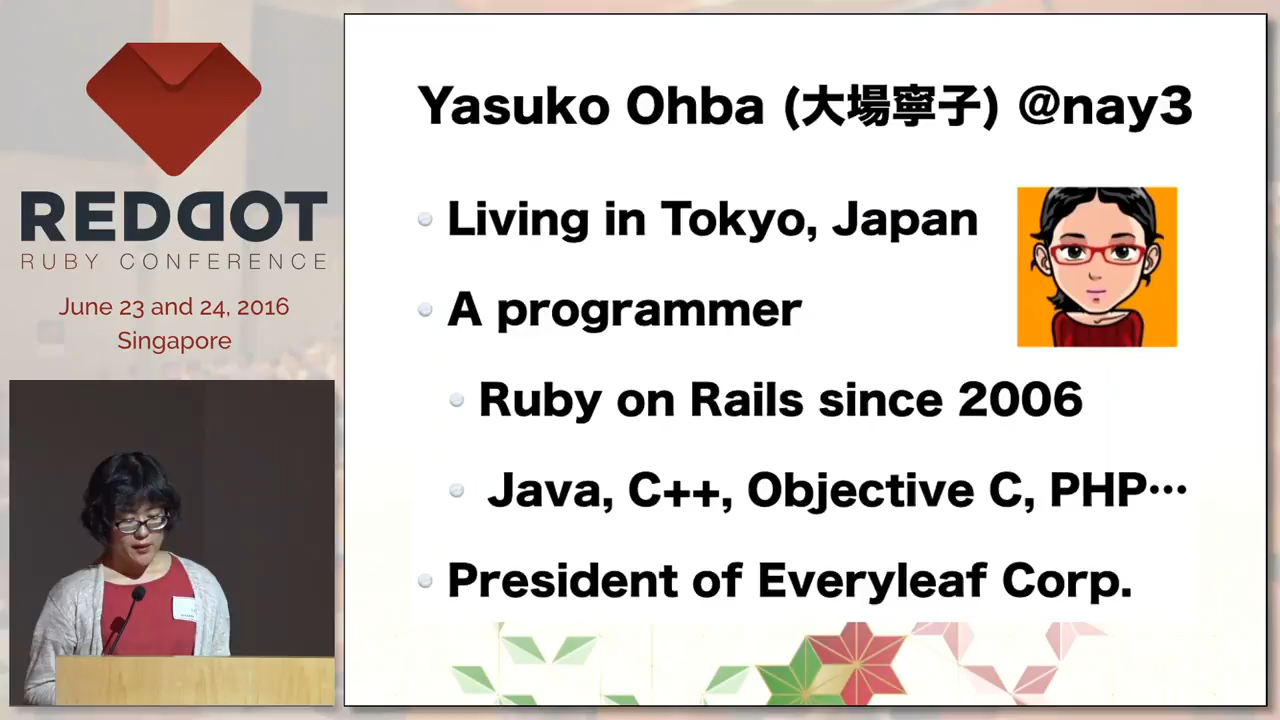 REDDOT
RUBY CONFERENCE
June 23 and 24, 2016
Singapore
Yasuko Ohba (大場寧子) @nay3
Living in Tokyo, Japan
A programmer
Ruby on Rails since 2006
Java, C++, Objective C, PHP…
President of Everyleaf Corp.